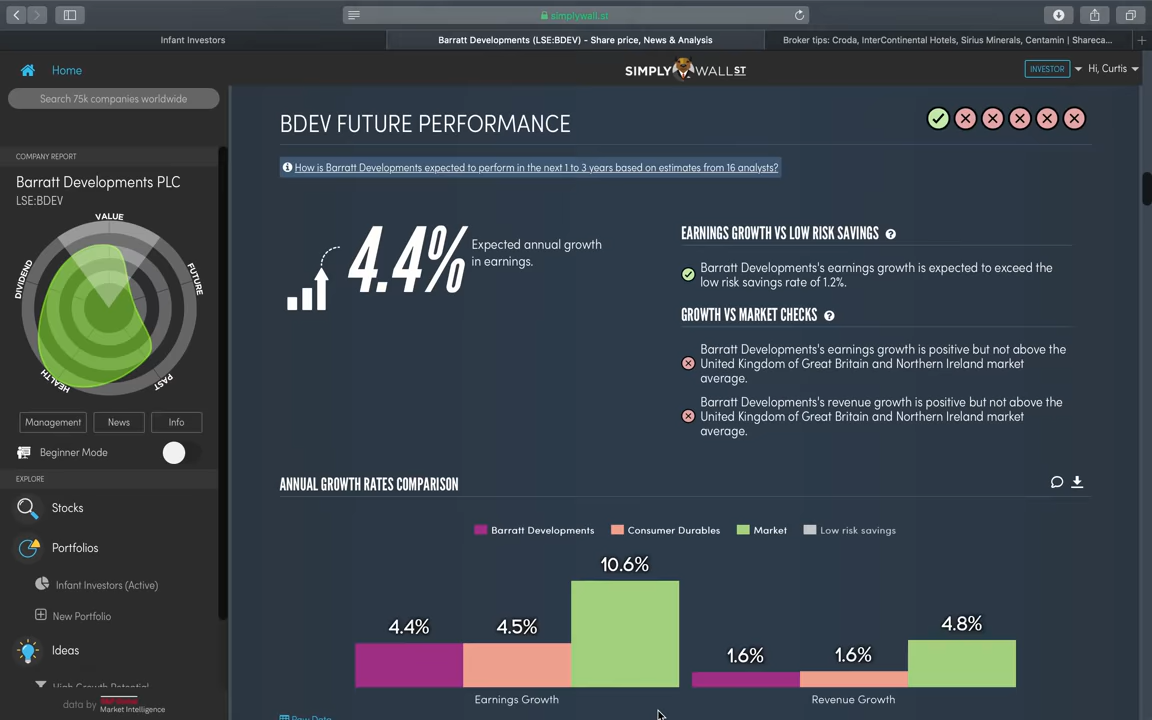 simplywall.st
Infant Investors
Barratt Developments (LSE:BDEV) - Share price, News & Analysis
Broker tips: Croda, InterContinental Hotels, Sirius Minerals, Centamin | Shareca...
Home
SIMPLY WALL ST
INVESTOR
Hi, Curtis
Search 75k companies worldwide
COMPANY REPORT
Barratt Developments PLC
LSE:BDEV
VALUE
FUTURE
PAST
HEALTH
DIVIDEND
Management
News
Info
Beginner Mode
EXPLORE
Stocks
Portfolios
Infant Investors (Active)
New Portfolio
Ideas
High Growth Potential
data by
Market Intelligence
BDEV FUTURE PERFORMANCE
How is Barratt Developments expected to perform in the next 1 to 3 years based on estimates from 16 analysts?
4.4%
Expected annual growth
in earnings.
EARNINGS GROWTH VS LOW RISK SAVINGS
Barratt Developments's earnings growth is expected to exceed the
low risk savings rate of 1.2%.
GROWTH VS MARKET CHECKS
Barratt Developments's earnings growth is positive but not above the
United Kingdom of Great Britain and Northern Ireland market
average.
Barratt Developments's revenue growth is positive but not above the
United Kingdom of Great Britain and Northern Ireland market
average.
ANNUAL GROWTH RATES COMPARISON
Barratt Developments
Consumer Durables
Market
Low risk savings
4.4%
4.5%
10.6%
1.6%
1.6%
4.8%
Earnings Growth
Revenue Growth
Raw Data